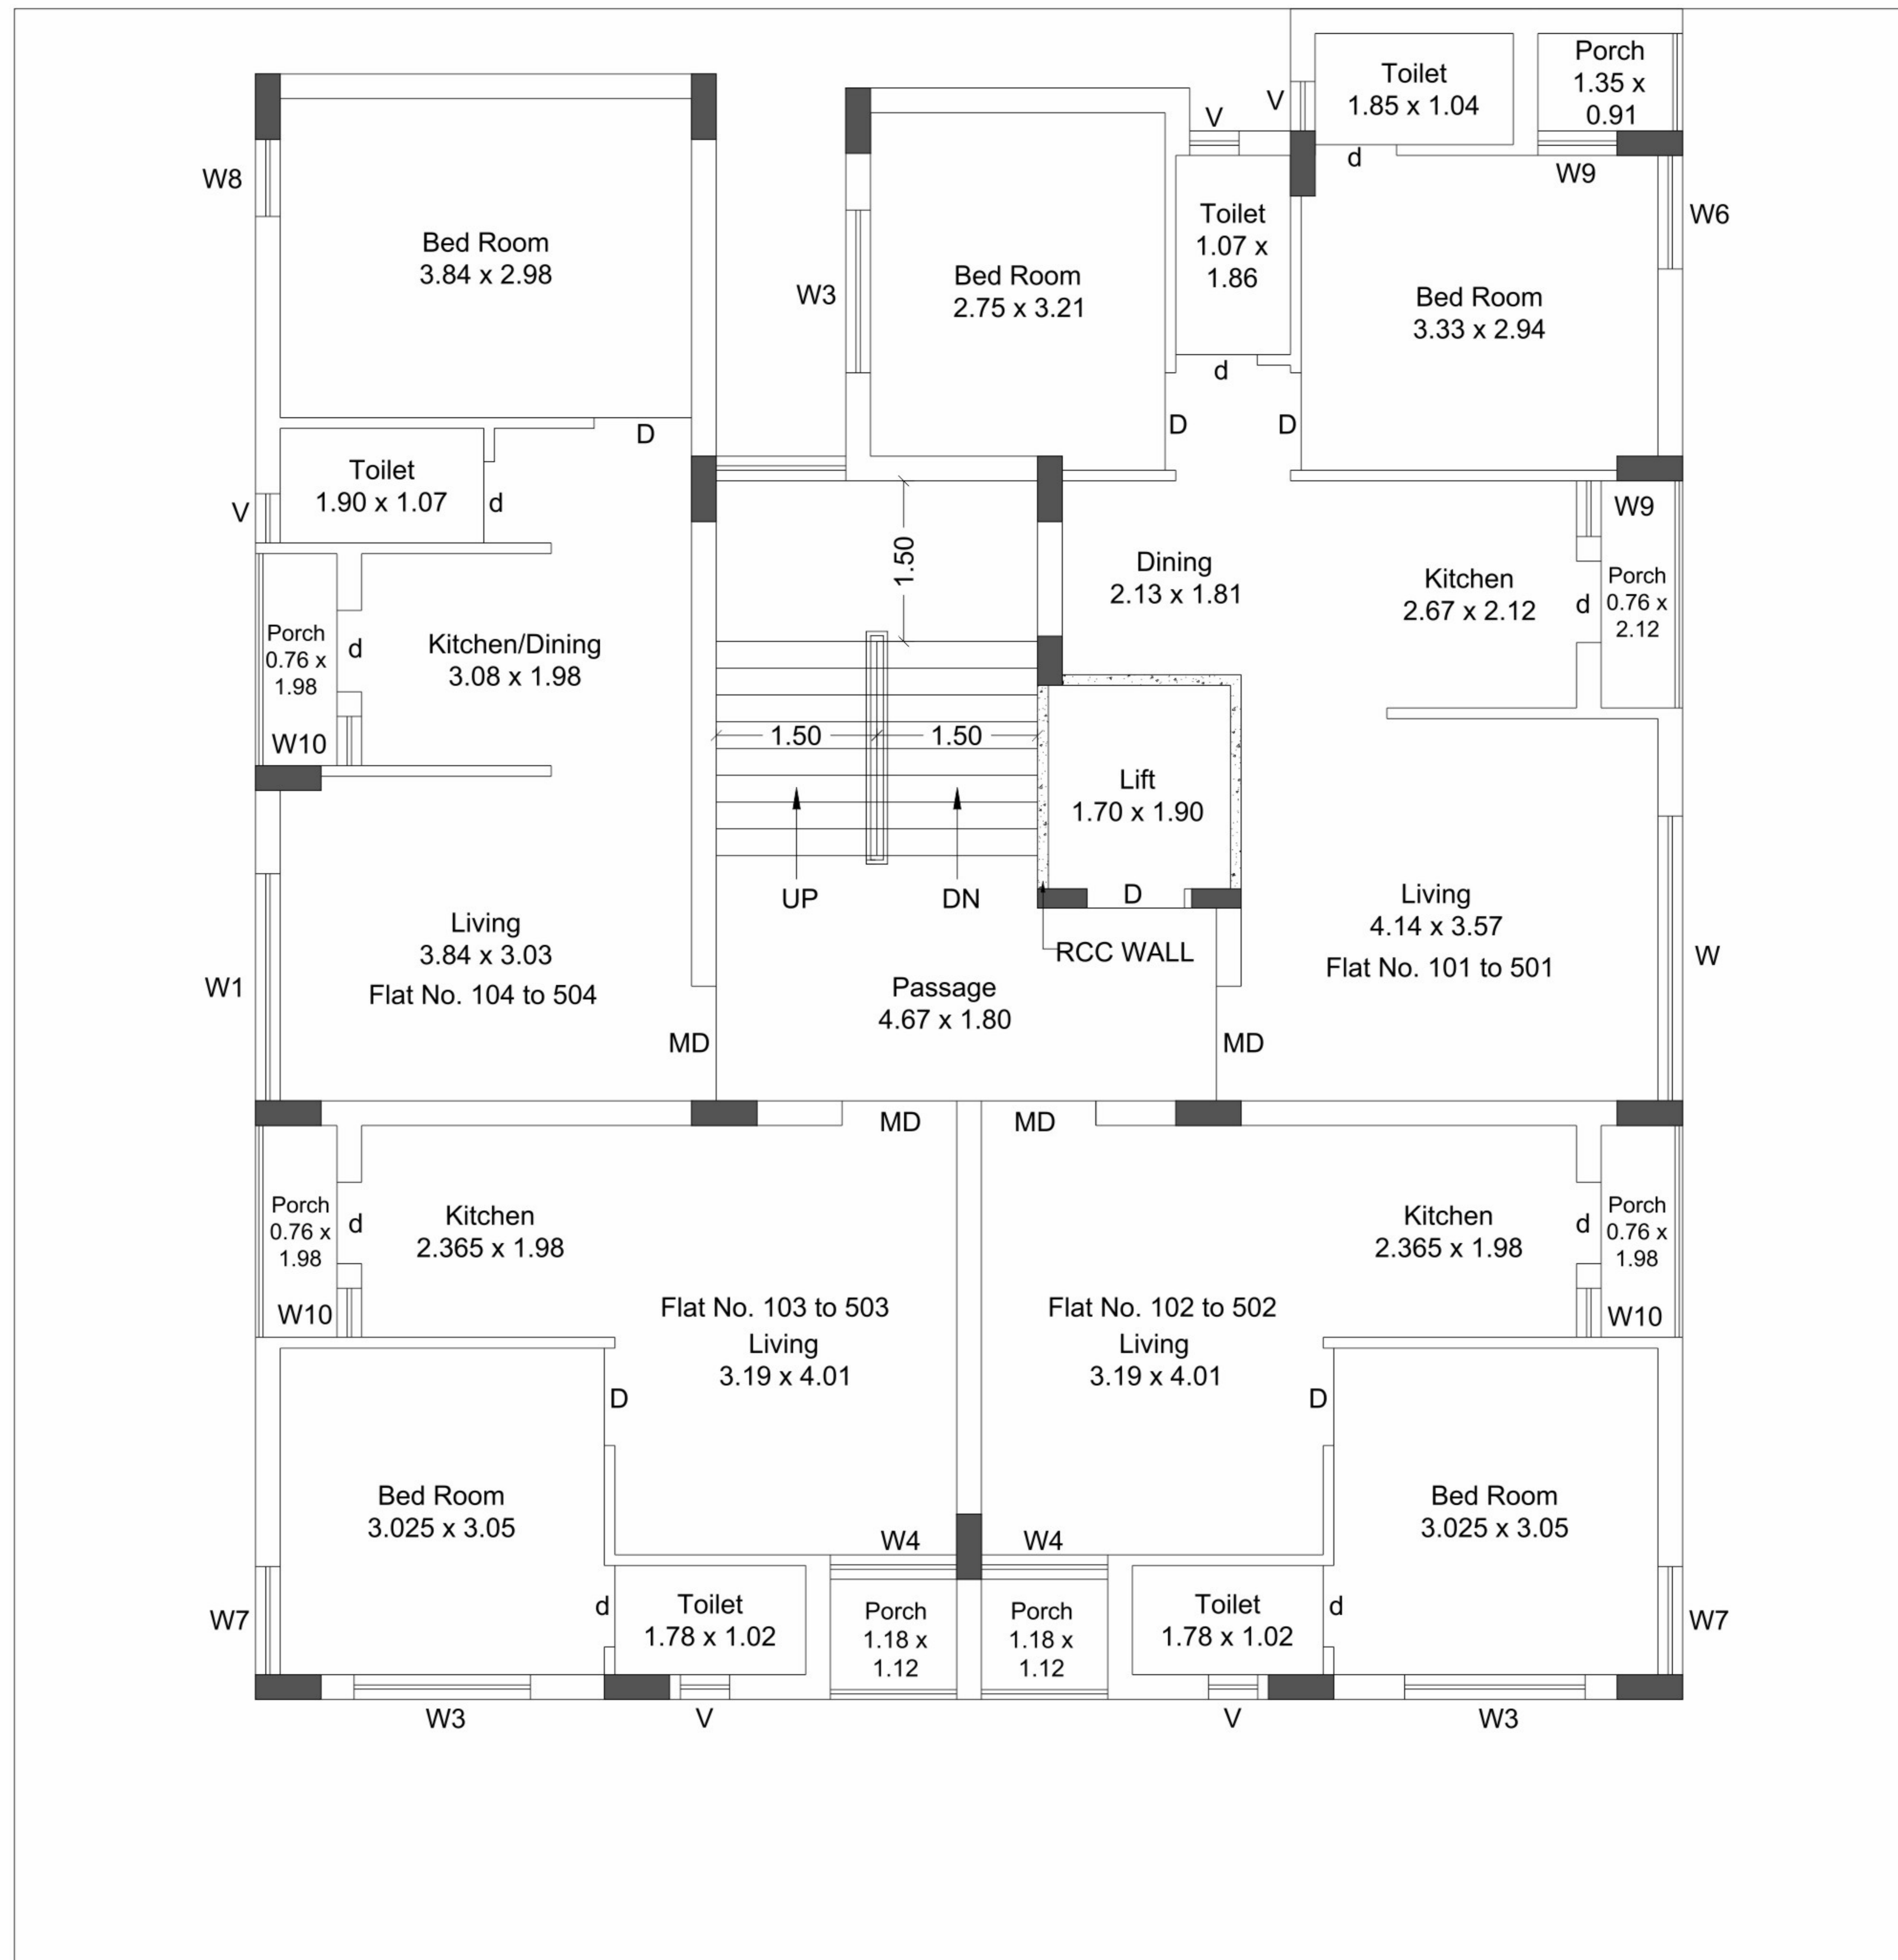 Toilet
1.85 x 1.04
Porch
1.35 x
0.91
V
V
d
W9
W8
Bed Room
3.84 x 2.98
W3
Bed Room
2.75 x 3.21
Toilet
1.07 x
1.86
d
Bed Room
3.33 x 2.94
W6
D
D
D
Toilet
1.90 x 1.07
d
V
1.50
Dining
2.13 x 1.81
Kitchen
2.67 x 2.12
W9
d
Porch
0.76 x
2.12
Porch
0.76 x
1.98
d
W10
Kitchen/Dining
3.08 x 1.98
1.50
1.50
UP
DN
Lift
1.70 x 1.90
D
RCC WALL
Living
3.84 x 3.03
Flat No. 104 to 504
W1
MD
Passage
4.67 x 1.80
Living
4.14 x 3.57
Flat No. 101 to 501
W
MD
MD
MD
Porch
0.76 x
1.98
d
W10
Kitchen
2.365 x 1.98
Flat No. 103 to 503
Living
3.19 x 4.01
Flat No. 102 to 502
Living
3.19 x 4.01
Kitchen
2.365 x 1.98
d
Porch
0.76 x
1.98
W10
D
D
Bed Room
3.025 x 3.05
Bed Room
3.025 x 3.05
W4
W4
W7
d
Toilet
1.78 x 1.02
Porch
1.18 x
1.12
Porch
1.18 x
1.12
Toilet
1.78 x 1.02
d
W7
W3
V
V
W3